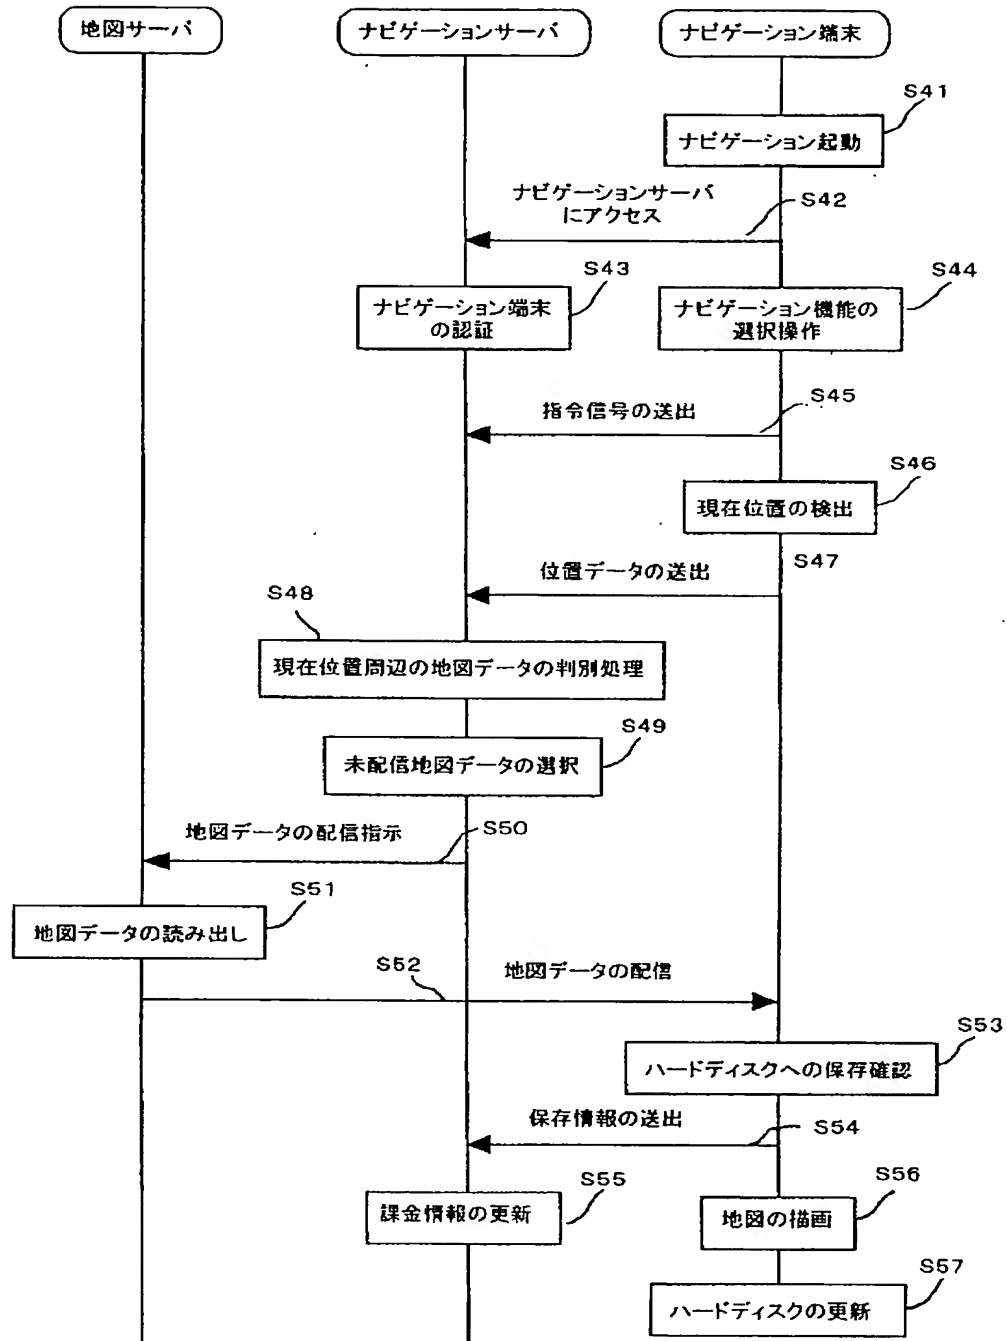 地図サーバ
ナビゲーションサーバ
ナビゲーション端末
S41
ナビゲーション起動
ナビゲーションサーバ
にアクセス
S42
S43
ナビゲーション端末
の認証
S44
ナビゲーション機能の
選択操作
指令信号の送出
S45
S46
現在位置の検出
位置データの送出
S47
S48
現在位置周辺の地図データの判別処理
S49
未配信地図データの選択
地図データの配信指示
S50
S51
地図データの読み出し
S52
地図データの配信
S53
ハードディスクへの保存確認
保存情報の送出
S54
S55
課金情報の更新
S56
地図の描画
S57
ハードディスクの更新